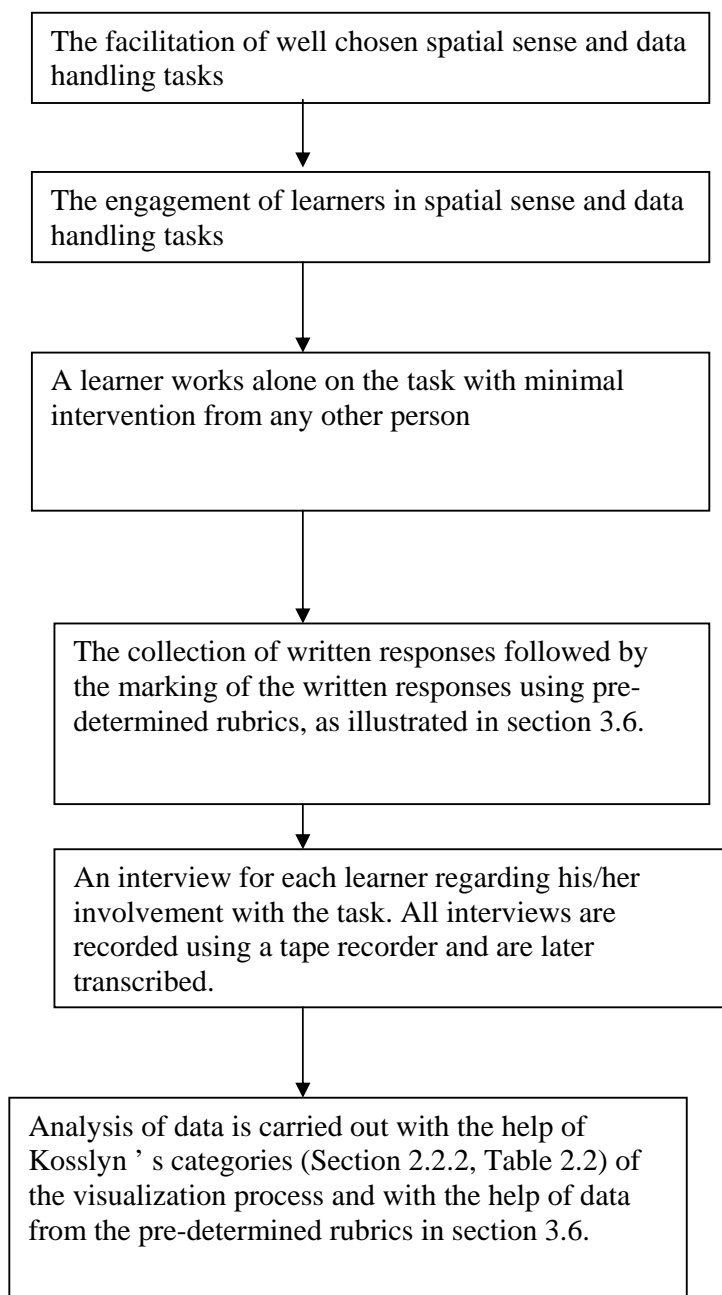 The facilitation of well chosen spatial sense and data
handling tasks
The engagement of learners in spatial sense and data
handling tasks
A learner works alone on the task with minimal
intervention from any other person
The collection of written responses followed by
the marking of the written responses using pre-
determined rubrics, as illustrated in section 3.6.
An interview for each learner regarding his/her
involvement with the task. All interviews are
recorded using a tape recorder and are later
transcribed.
Analysis of data is carried out with the help of
Kosslyn ’ s categories (Section 2.2.2, Table 2.2) of
the visualization process and with the help of data
from the pre-determined rubrics in section 3.6.